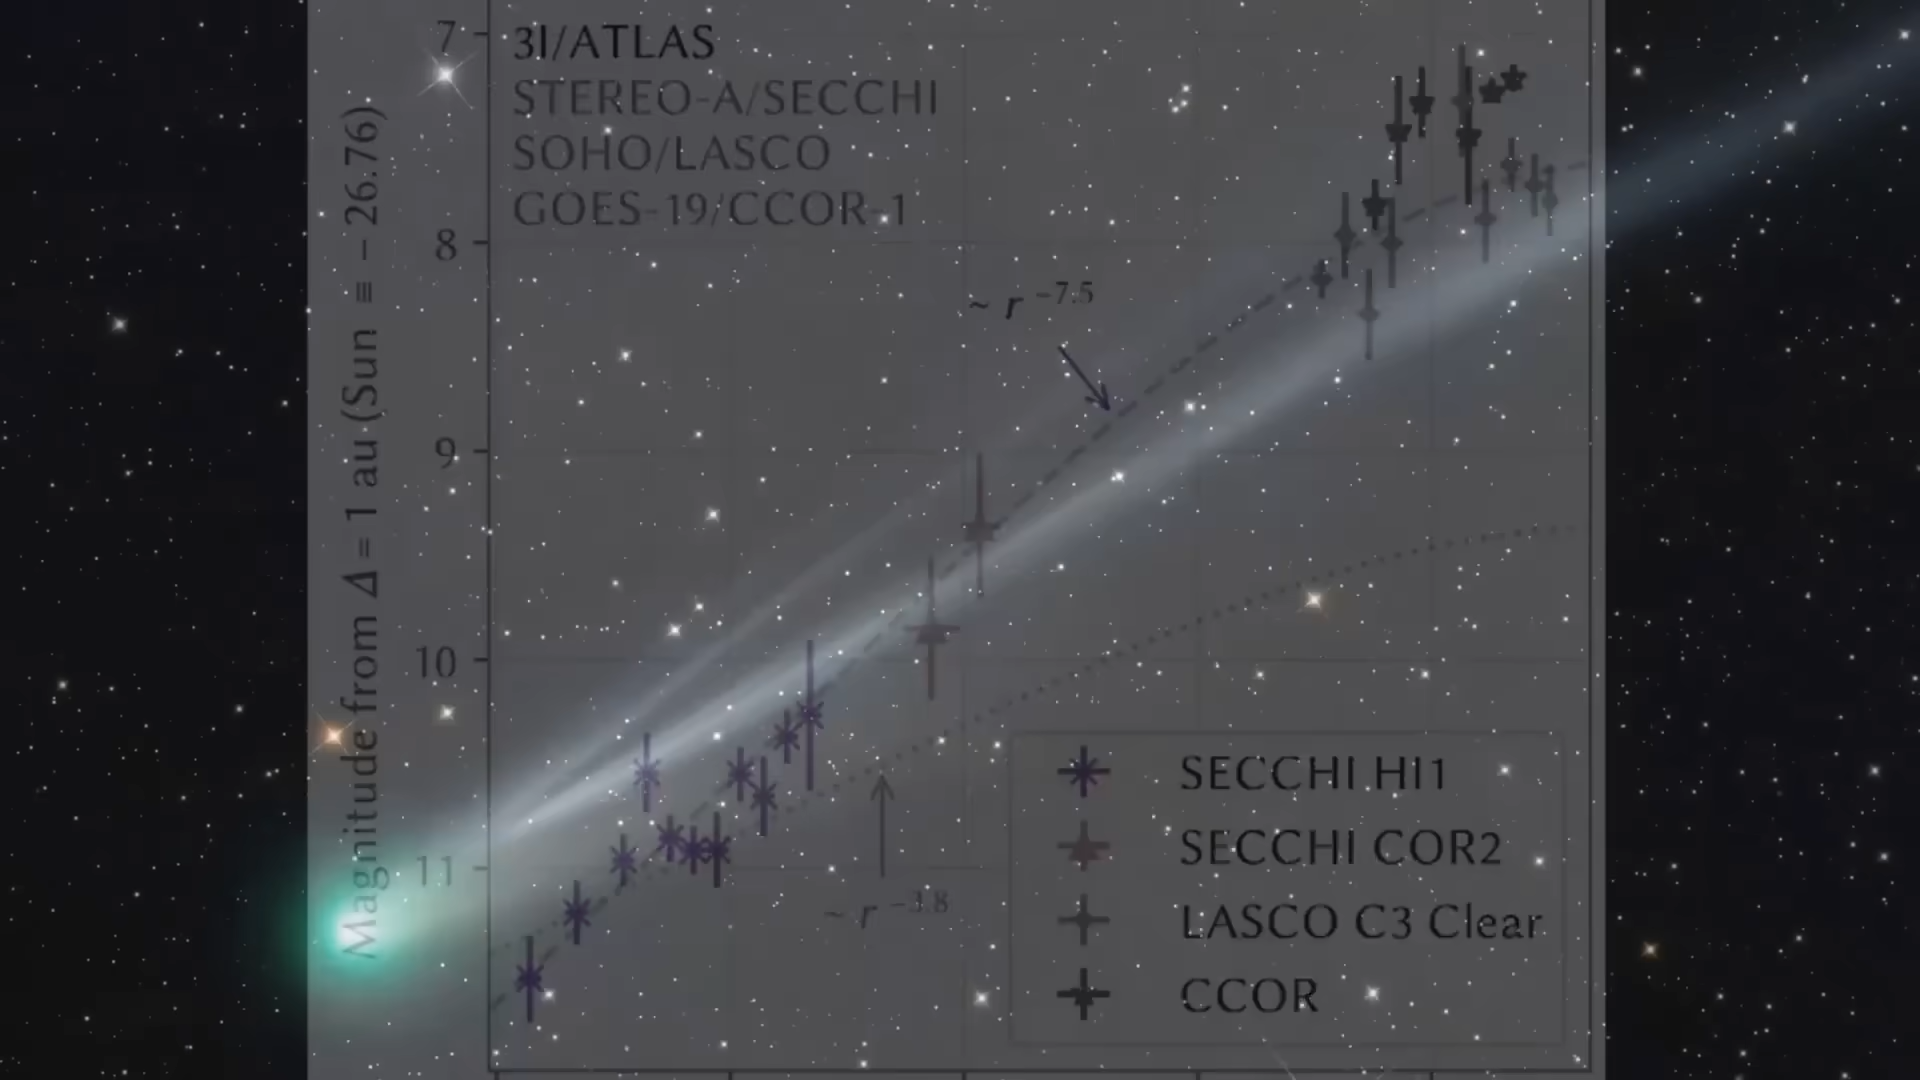 Magnitude from Δ = 1 au (Sun ≡ −26.76)
7
8
9
10
11
3I/ATLAS
STEREO-A/SECCHI
SOHO/LASCO
GOES-19/CCOR-1
~ r −7.5
~ r −3.8
SECCHI HI1
SECCHI COR2
LASCO C3 Clear
CCOR